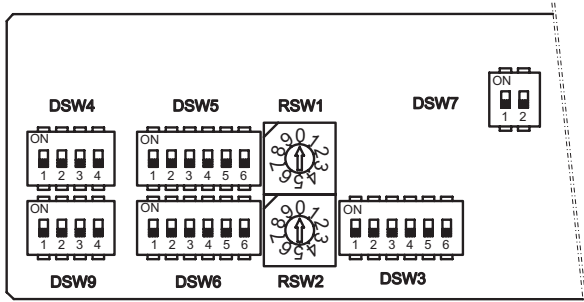 DSW4 DSW5 RSW1 DSW7
ON
1 2
ON
1 2 3 4
ON
1 2 3 4 5 6
0 1 2 3 4 5 6 7 8 9
ON
1 2 3 4
ON
1 2 3 4 5 6
0 1 2 3 4 5 6 7 8 9
ON
1 2 3 4 5 6
DSW9 DSW6 RSW2 DSW3